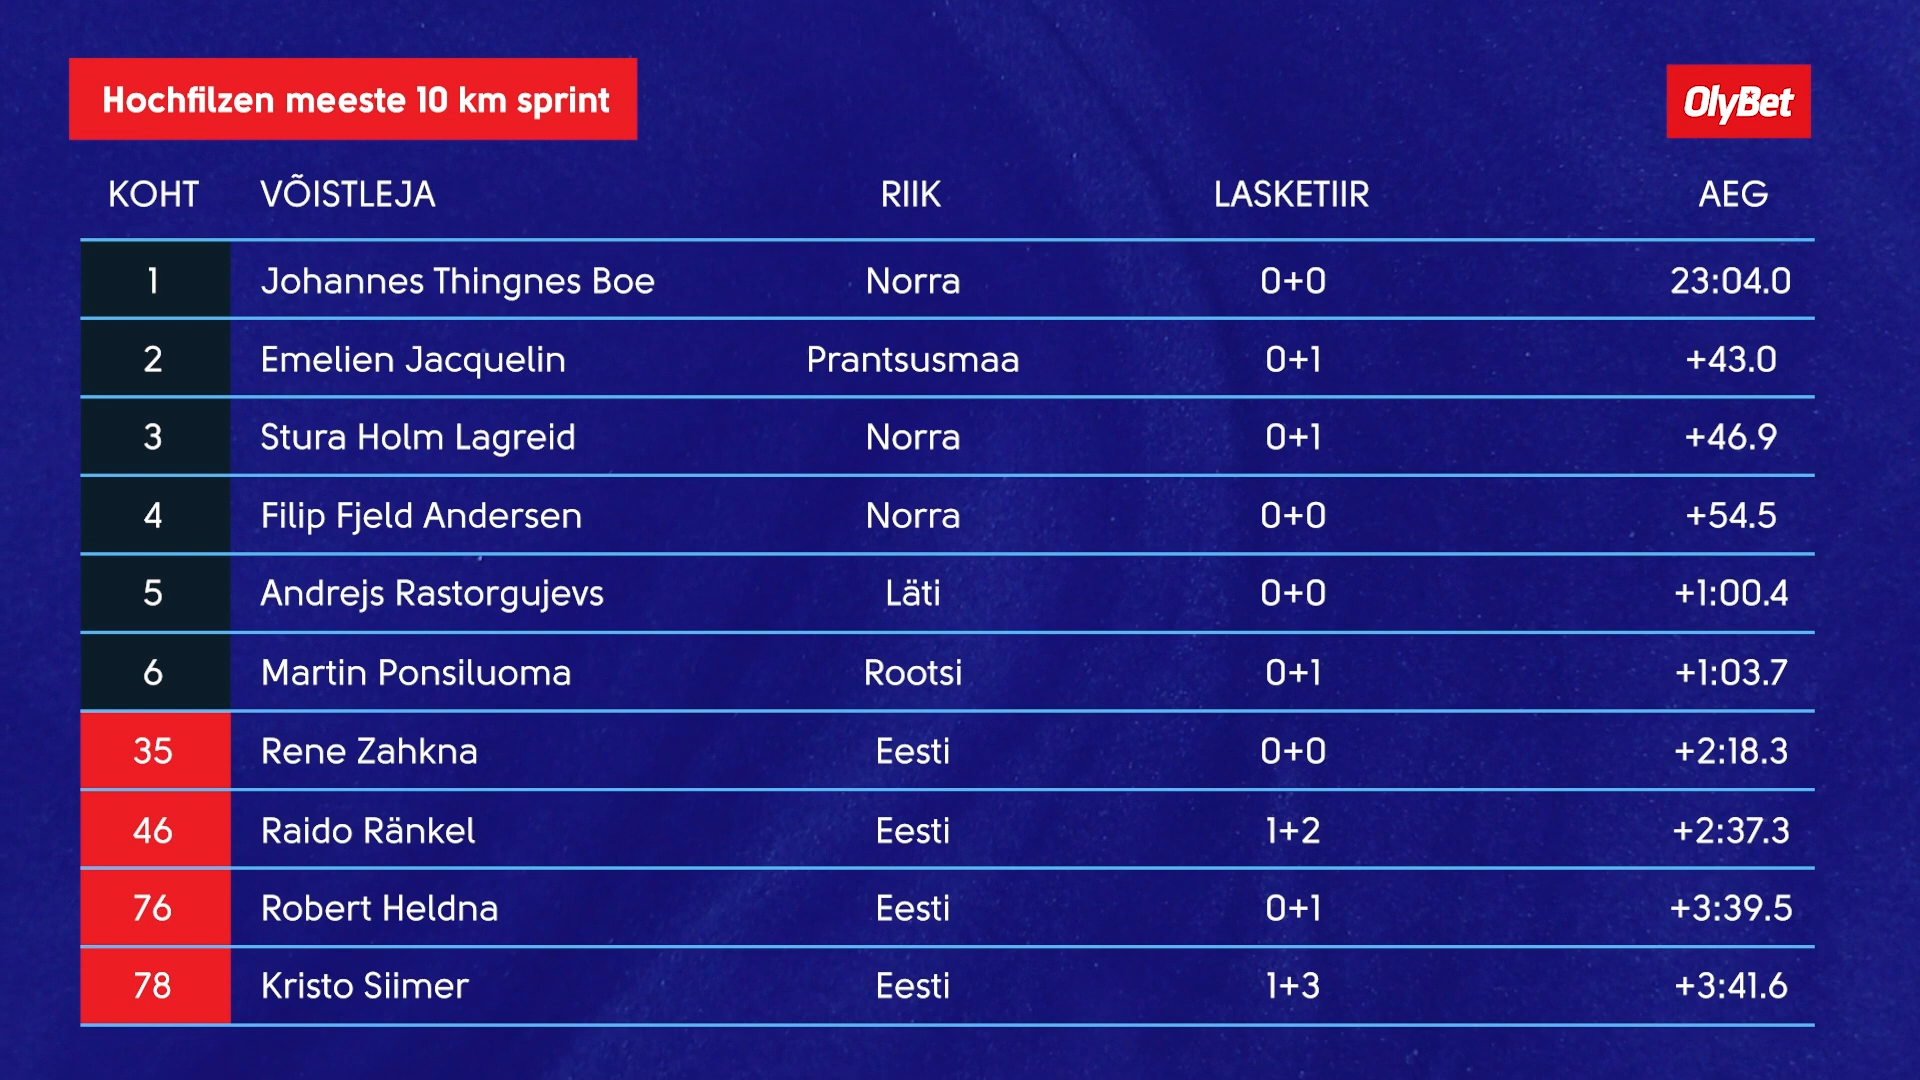 Hochfilzen meeste 10 km sprint
OlyBet
KOHT VÕISTLEJA RIIK LASKETIIR AEG
1 Johannes Thingnes Boe Norra 0+0 23:04.0
2 Emelien Jacquelin Prantsusmaa 0+1 +43.0
3 Stura Holm Lagreid Norra 0+1 +46.9
4 Filip Fjeld Andersen Norra 0+0 +54.5
5 Andrejs Rastorgujevs Läti 0+0 +1:00.4
6 Martin Ponsiluoma Rootsi 0+1 +1:03.7
35 Rene Zahkna Eesti 0+0 +2:18.3
46 Raido Ränkel Eesti 1+2 +2:37.3
76 Robert Heldna Eesti 0+1 +3:39.5
78 Kristo Siimer Eesti 1+3 +3:41.6